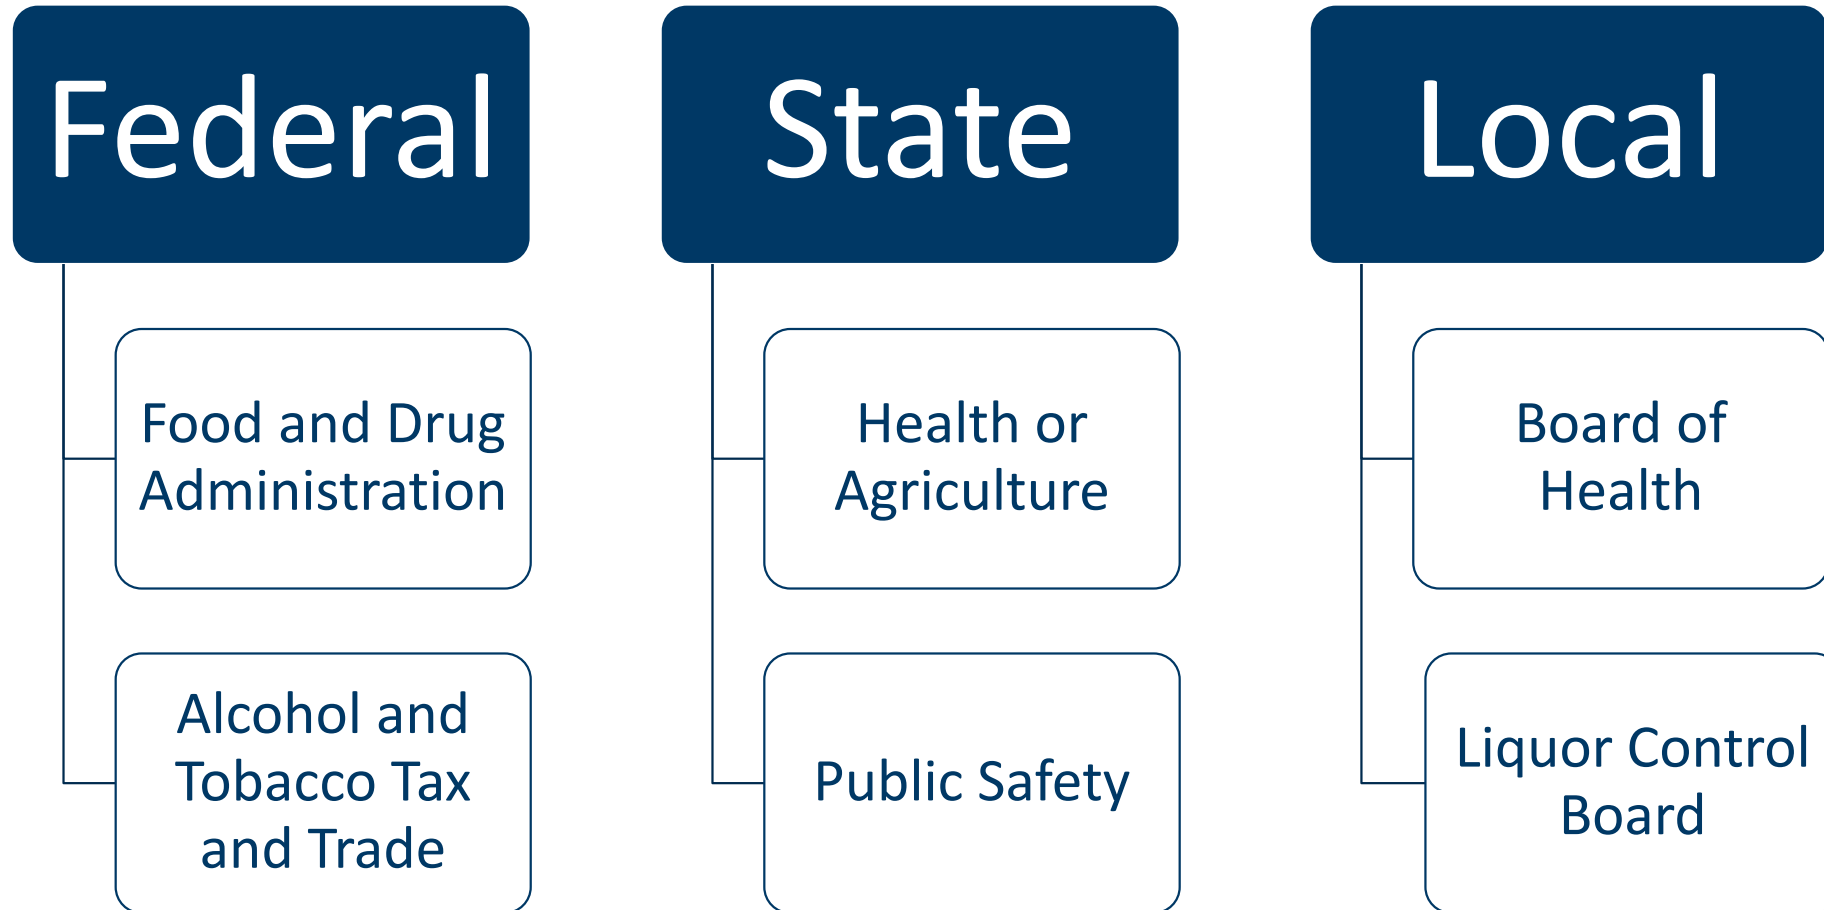 Federal
Food and Drug
Administration
Alcohol and
Tobacco Tax
and Trade
State
Health or
Agriculture
Public Safety
Local
Board of
Health
Liquor Control
Board